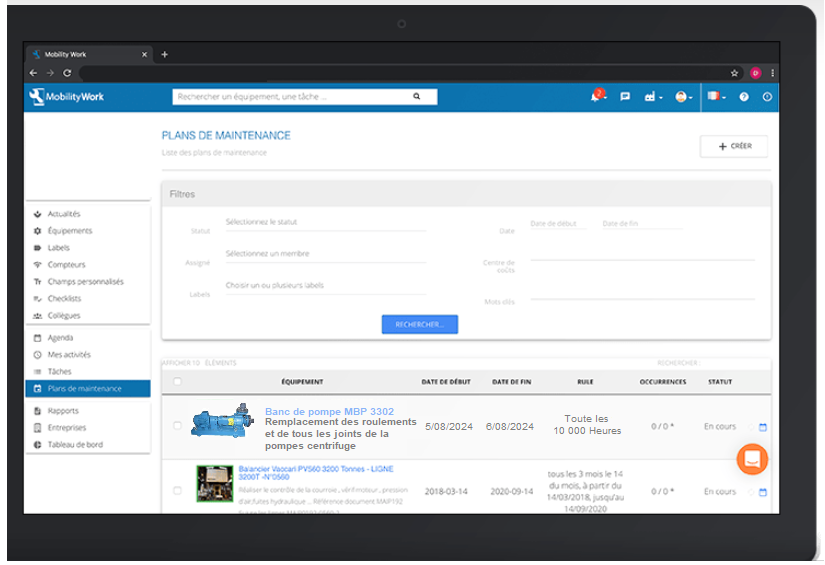 Mobility Work
MobilityWork
Rechercher un équipement, une tâche ...
2
PLANS DE MAINTENANCE
Liste des plans de maintenance
+ CRÉER
Filtres
Statut
Sélectionnez le statut
Date
Date de début
Date de fin
Assigné
Sélectionnez un membre
Centre de
coûts
Labels
Choisir un ou plusieurs labels
Mots clés
RECHERCHER...
Actualités
Équipements
Labels
Compteurs
Champs personnalisés
Checklists
Collègues
Agenda
Mes activités
Tâches
Plans de maintenance
Rapports
Entreprises
Tableau de bord
AFFICHER 10 ÉLÉMENTS
RECHERCHER :
ÉQUIPEMENT DATE DE DÉBUT DATE DE FIN RULE OCCURRENCES STATUT
Banc de pompe MBP 3302
Remplacement des roulements
et de tous les joints de la
pompes centrifuge
5/08/2024
6/08/2024
Toute les
10 000 Heures
0 / 0 *
En cours
Balancier Vaccari PV560 3200 Tonnes - LIGNE
3200T -N°0560
Réaliser le contrôle de la courroie , vérif moteur , pression
d'air,fuites hydraulique ... Référence document MAIP192
2018-03-14
2020-09-14
tous les 3 mois le 14
du mois, à partir du
14/03/2018, jusqu'au
14/09/2020
0 / 0 *
En cours